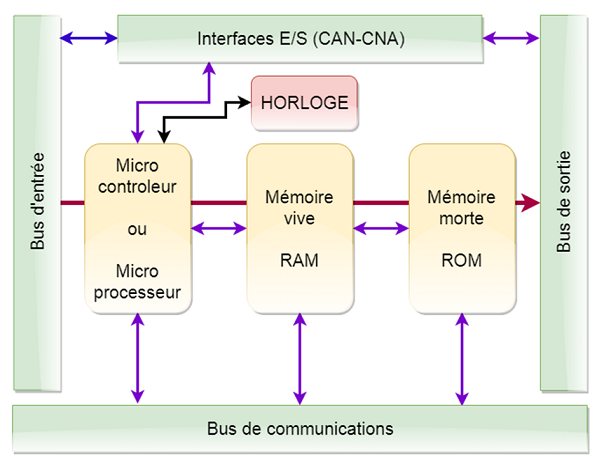 Interfaces E/S (CAN-CNA)
HORLOGE
Bus d'entrée
Micro
controleur
ou
Micro
processeur
Mémoire
vive
RAM
Mémoire
morte
ROM
Bus de sortie
Bus de communications